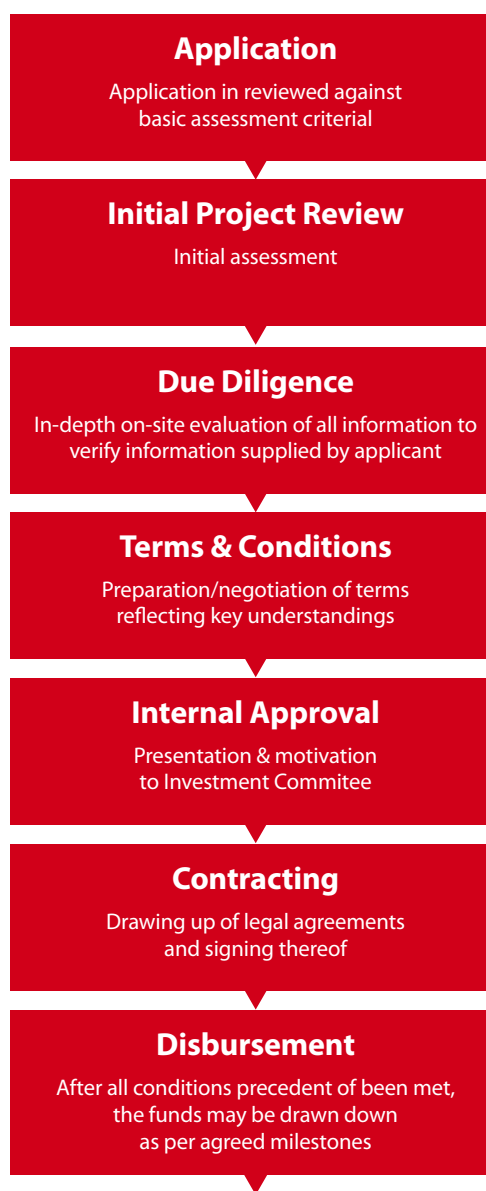 Application
Application in reviewed against
basic assessment criterial
Initial Project Review
Initial assessment
Due Diligence
In-depth on-site evaluation of all information to
verify information supplied by applicant
Terms & Conditions
Preparation/negotiation of terms
reflecting key understandings
Internal Approval
Presentation & motivation
to Investment Commitee
Contracting
Drawing up of legal agreements
and signing thereof
Disbursement
After all conditions precedent of been met,
the funds may be drawn down
as per agreed milestones